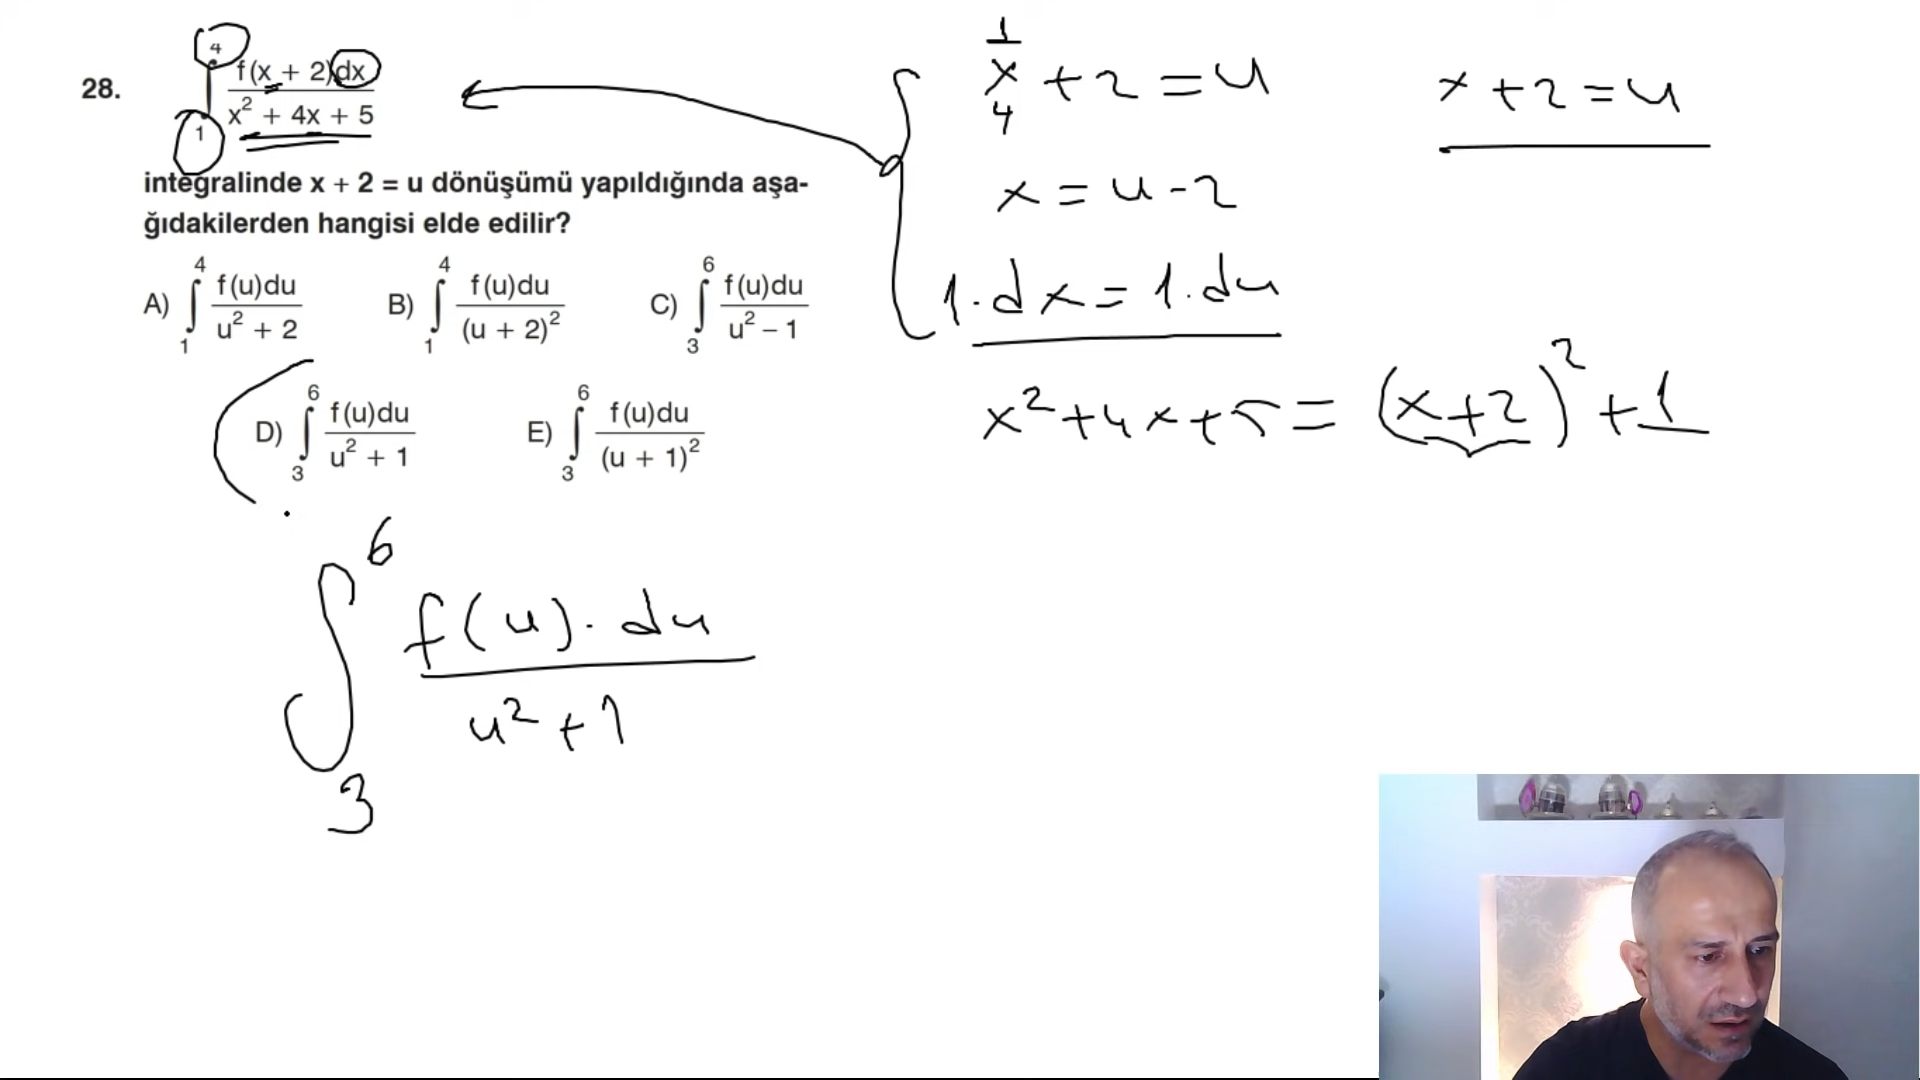 28. ∫₁⁴ f(x + 2)dx / x² + 4x + 5
integralinde x + 2 = u dönüşümü yapıldığında aşa-
ğıdakilerden hangisi elde edilir?
A) ∫₁⁴ f(u)du / u² + 2 B) ∫₁⁴ f(u)du / (u + 2)² C) ∫₃⁶ f(u)du / u² – 1
D) ∫₃⁶ f(u)du / u² + 1 E) ∫₃⁶ f(u)du / (u + 1)²
∫₃⁶ f(u). du / u² + 1
1
x + 2 = u
4
x = u - 2
1. dx = 1. du
x² + 4x + 5 = (x+2)² + 1
x + 2 = u